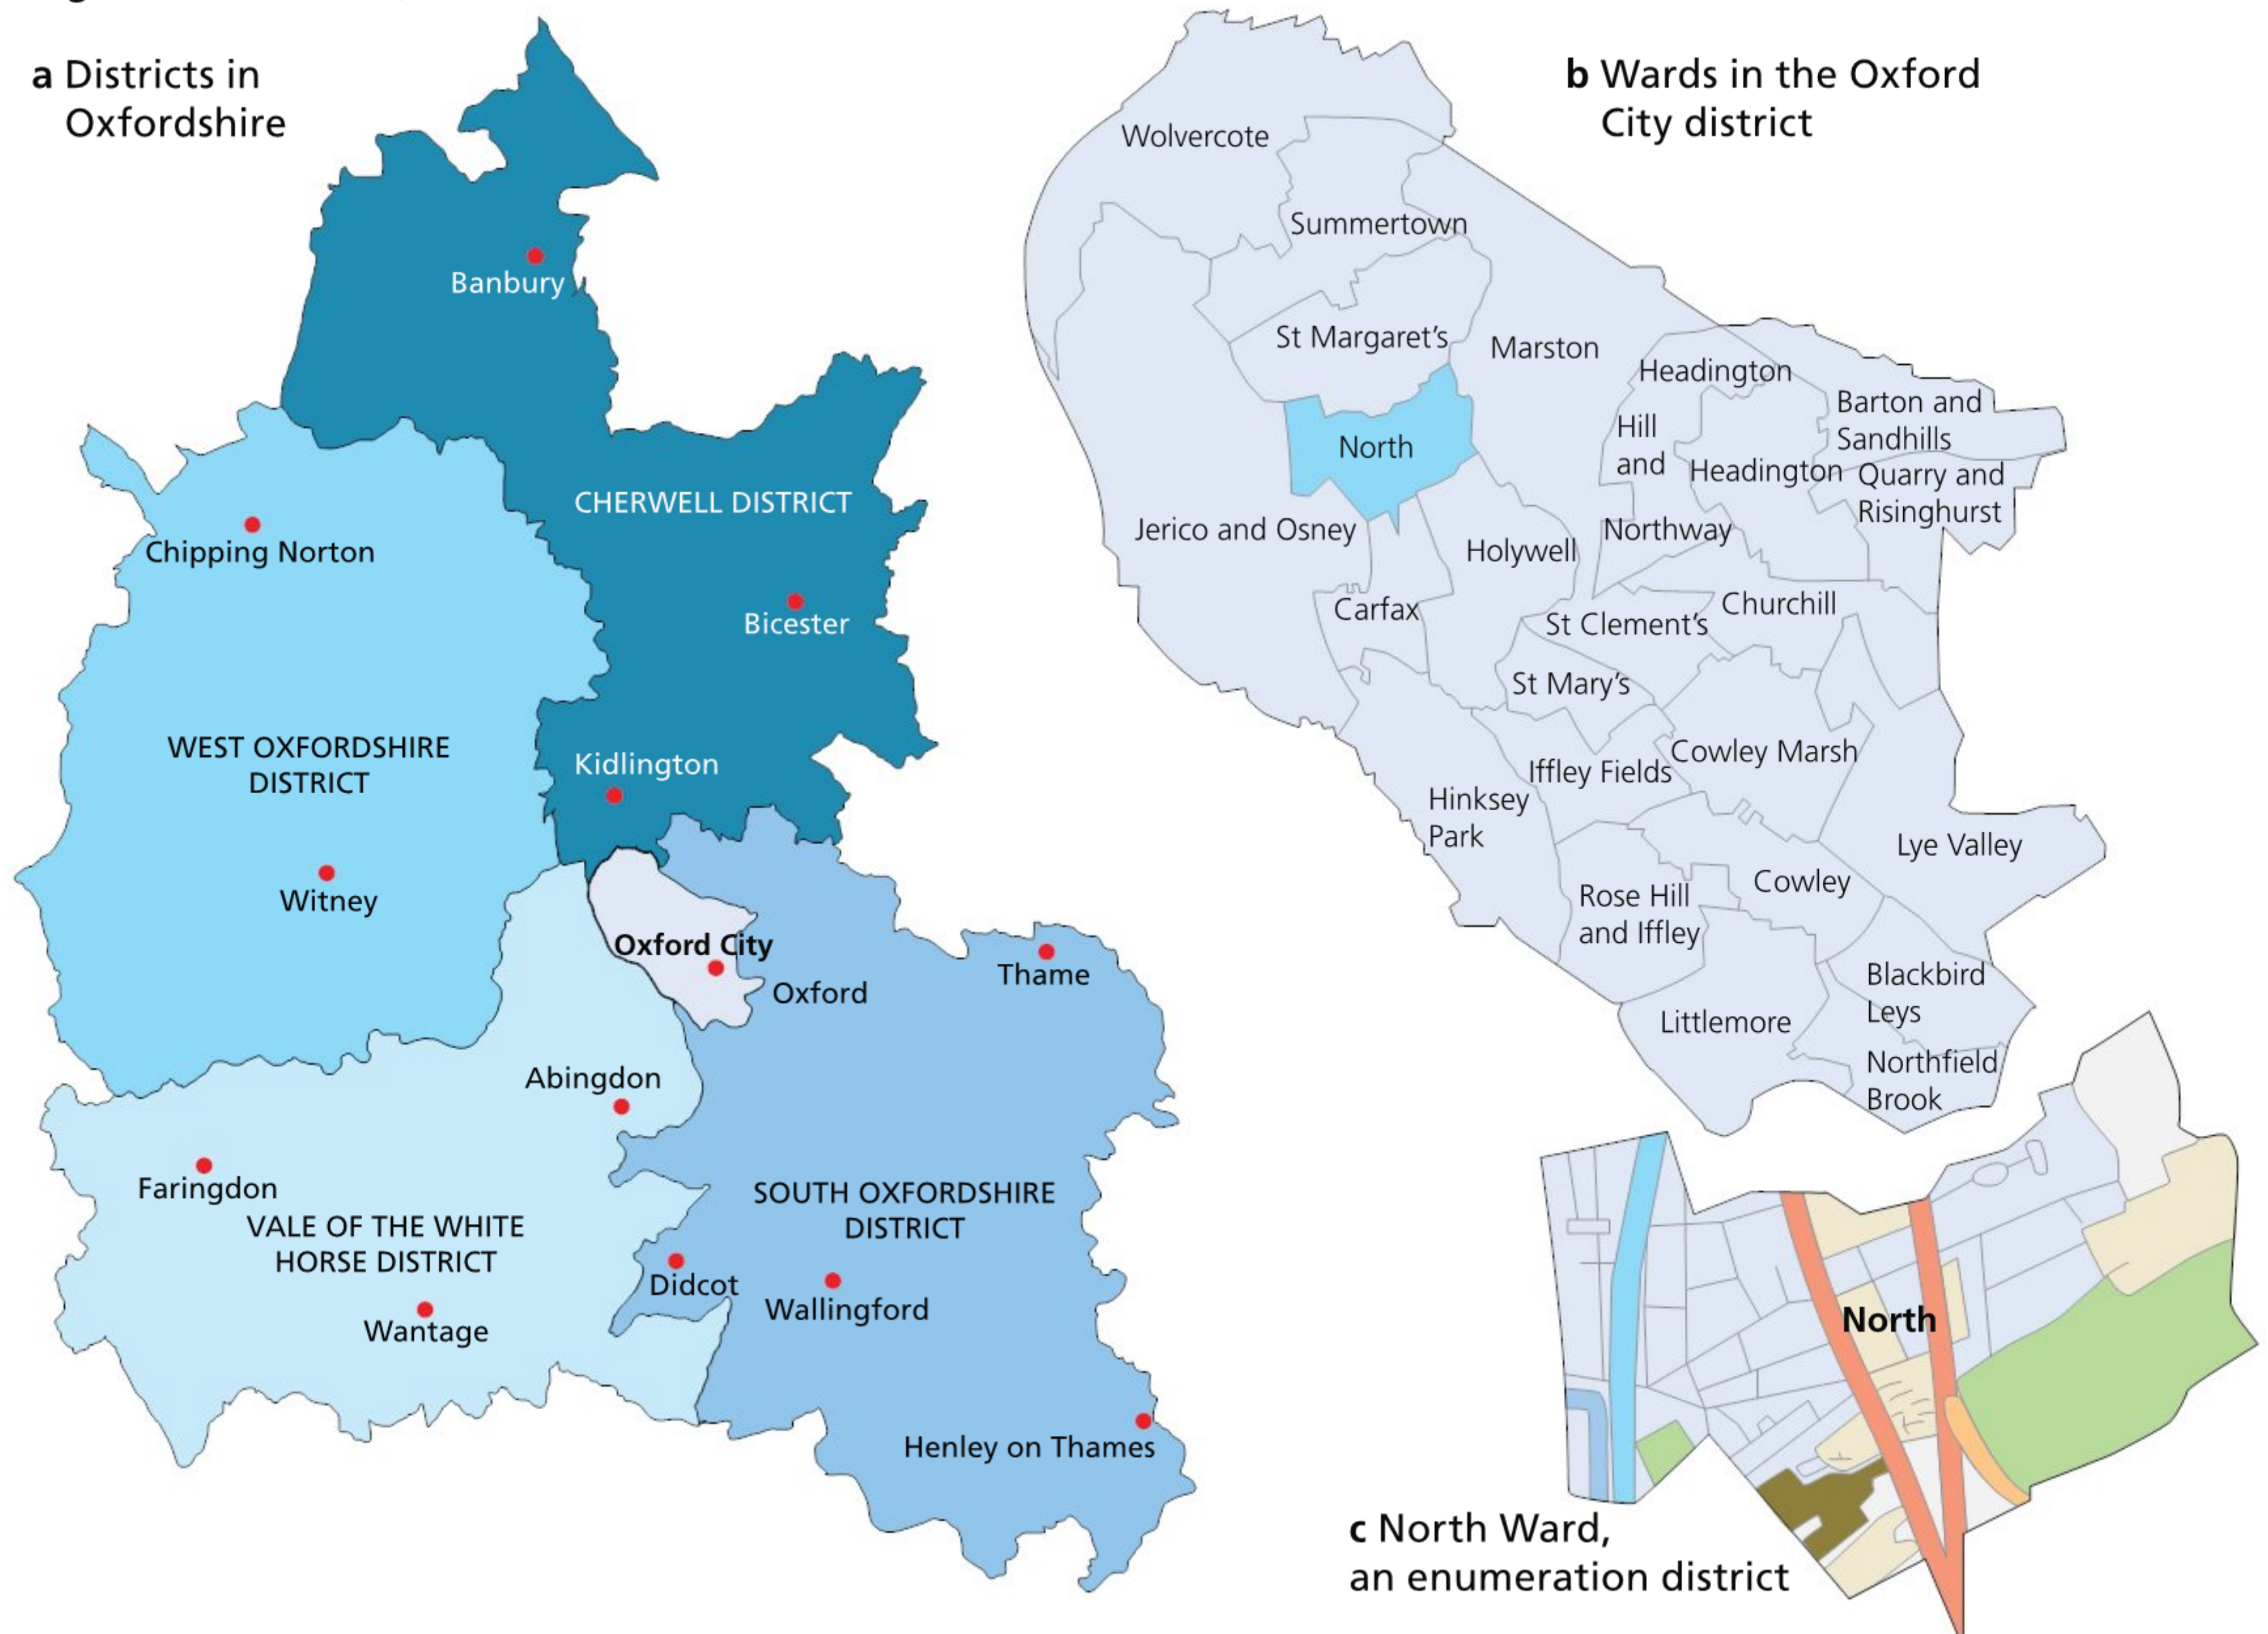 a Districts in
Oxfordshire
Banbury
CHERWELL DISTRICT
Chipping Norton
Bicester
WEST OXFORDSHIRE
DISTRICT
Kidlington
Witney
Oxford City
Oxford
Thame
Abingdon
Faringdon
VALE OF THE WHITE
HORSE DISTRICT
SOUTH OXFORDSHIRE
DISTRICT
Didcot
Wallingford
Wantage
Henley on Thames
b Wards in the Oxford
City district
Wolvercote
Summertown
St Margaret's
Marston
Headington
Hill
and
Northway
Barton and
Sandhills
North
Headington
Quarry and
Risinghurst
Jerico and Osney
Holywell
Carfax
St Clement's
Churchill
St Mary's
Cowley Marsh
Iffley Fields
Hinksey
Park
Lye Valley
Cowley
Rose Hill
and Iffley
Blackbird
Leys
Littlemore
Northfield
Brook
North
c North Ward,
an enumeration district